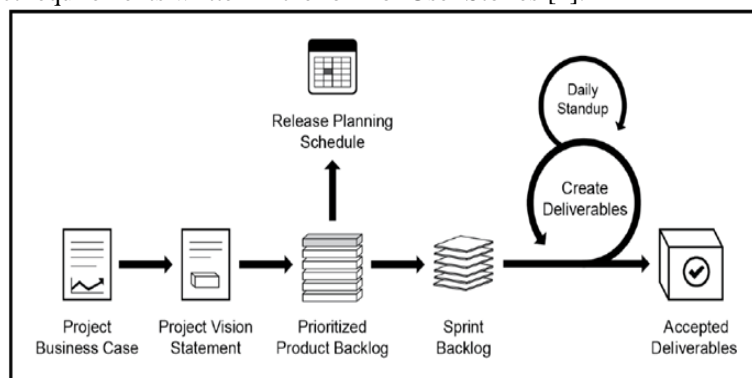 Daily
Standup
Release Planning
Schedule
Create
Deliverables
Project
Business Case
Project Vision
Statement
Prioritized
Product Backlog
Sprint
Backlog
Accepted
Deliverables